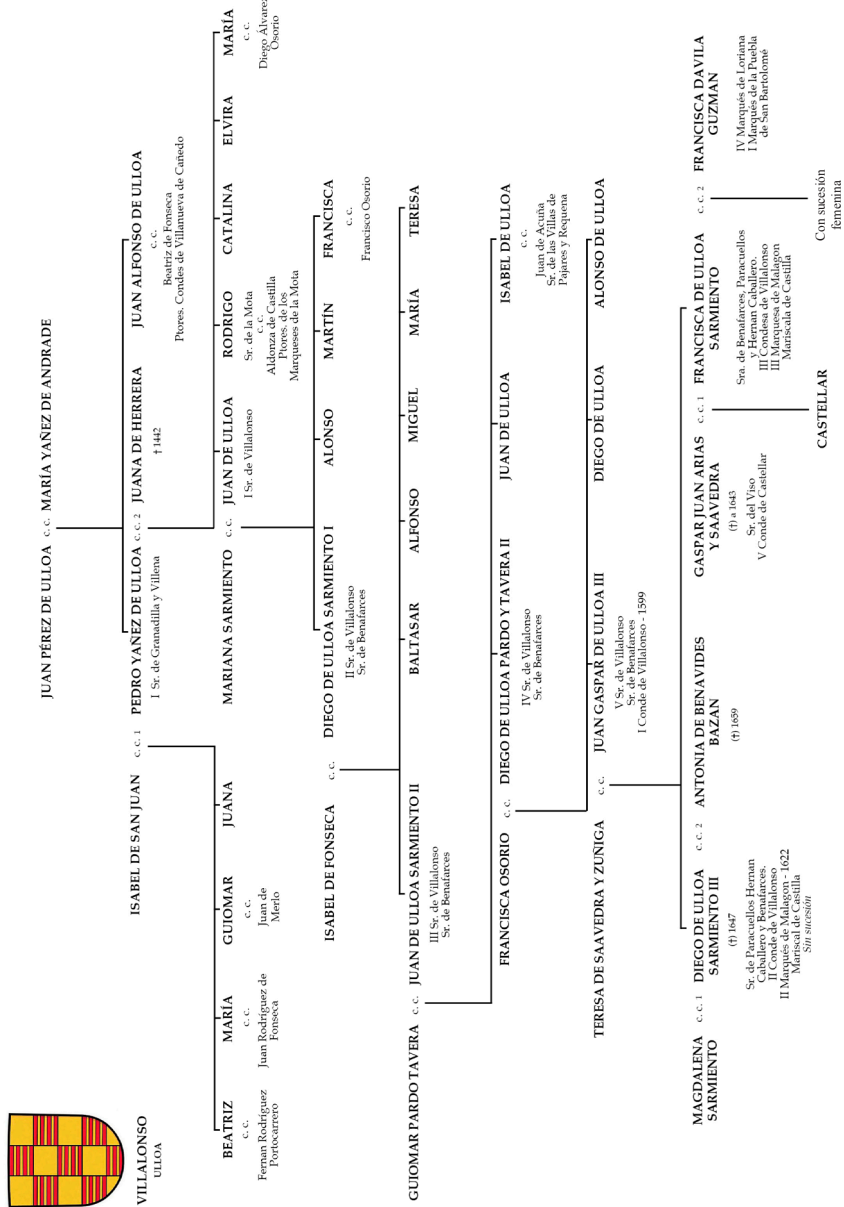 VILLALONSO
ULLOA
JUAN PÉREZ DE ULLOA c. c. MARÍA YAÑEZ DE ANDRADE
ISABEL DE SAN JUAN c. c. 1 PEDRO YAÑEZ DE ULLOA c. c. 2 JUANA DE HERRERA JUAN ALFONSO DE ULLOA
I Sr. de Granadilla y Villena
† 1442
c. c.
Beatriz de Fonseca
Ptores. Condes de Villanueva de Cañedo
BEATRIZ
c. c.
Fernan Rodríguez
Portocarrero
MARÍA
c. c.
Juan Rodríguez de
Fonseca
GUIOMAR
c. c.
Juan de
Merlo
JUANA
MARIANA SARMIENTO c. c. JUAN DE ULLOA
I Sr. de Villalonso
RODRIGO
Sr. de la Mota
c. c.
Aldonza de Castilla
Ptores. de los
Marqueses de la Mota
CATALINA
ELVIRA
MARÍA
c. c.
Diego Álvarez
Osorio
ISABEL DE FONSECA c. c. DIEGO DE ULLOA SARMIENTO I
II Sr. de Villalonso
Sr. de Benafarces
ALONSO
MARTÍN
FRANCISCA
c. c.
Francisco Osorio
GUIOMAR PARDO TAVERA c. c. JUAN DE ULLOA SARMIENTO II
III Sr. de Villalonso
Sr. de Benafarces
BALTASAR
ALFONSO
MIGUEL
MARÍA
TERESA
FRANCISCA OSORIO c. c. DIEGO DE ULLOA PARDO Y TAVERA II
IV Sr. de Villalonso
Sr. de Benafarces
JUAN DE ULLOA
ISABEL DE ULLOA
c. c.
Juan de Acuña
Sr. de las Villas de
Pajares y Requena
TERESA DE SAAVEDRA Y ZUÑIGA c. c. JUAN GASPAR DE ULLOA III
V Sr. de Villalonso
Sr. de Benafarces
I Conde de Villalonso - 1599
DIEGO DE ULLOA
ALONSO DE ULLOA
MAGDALENA
SARMIENTO
c. c. 1
DIEGO DE ULLOA
SARMIENTO III
(†) 1647
Sr. de Paracuellos Hernan
Caballero y Benafarces.
II Conde de Villalonso
II Marqués de Malagon - 1622
Mariscal de Castilla
Sin sucesión
c. c. 2
ANTONIA DE BENAVIDES
BAZAN
(†) 1659
GASPAR JUAN ARIAS
Y SAAVEDRA
(†) a 1643
Sr. del Viso
V Conde de Castellar
c. c. 1
FRANCISCA DE ULLOA
SARMIENTO
Sra. de Benafarces, Paracuellos
y Hernan Caballero.
III Condesa de Villalonso
III Marquesa de Malagon
Mariscala de Castilla
c. c. 2
FRANCISCA DAVILA
GUZMAN
IV Marqués de Loriana
I Marqués de la Puebla
de San Bartolomé
CASTELLAR
Con sucesión
femenina